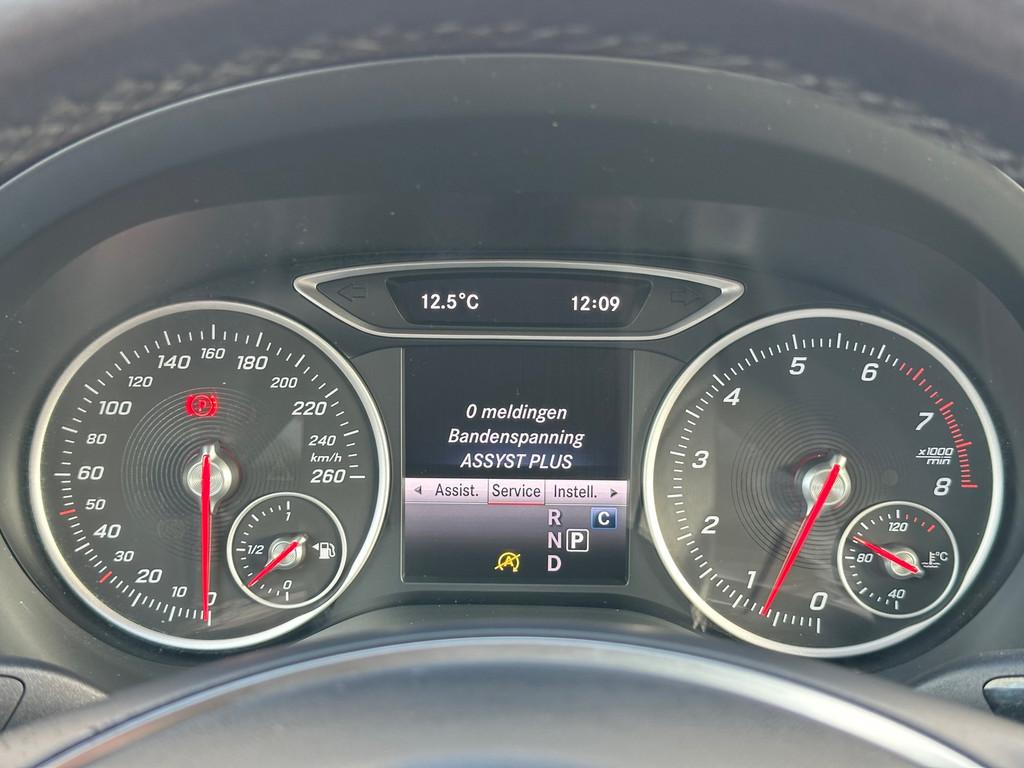 12.5°C 12:09
0 meldingen
Bandenspanning
ASSYST PLUS
Assist. Service Instell.
R C
N P
D
A
0
10
20
30
40
50
60
80
100
120
140
160
180
200
220
240
km/h
260
P
1
1/2
0
0
1
2
3
4
5
6
7
8
x1000
min
120
80
40
°C